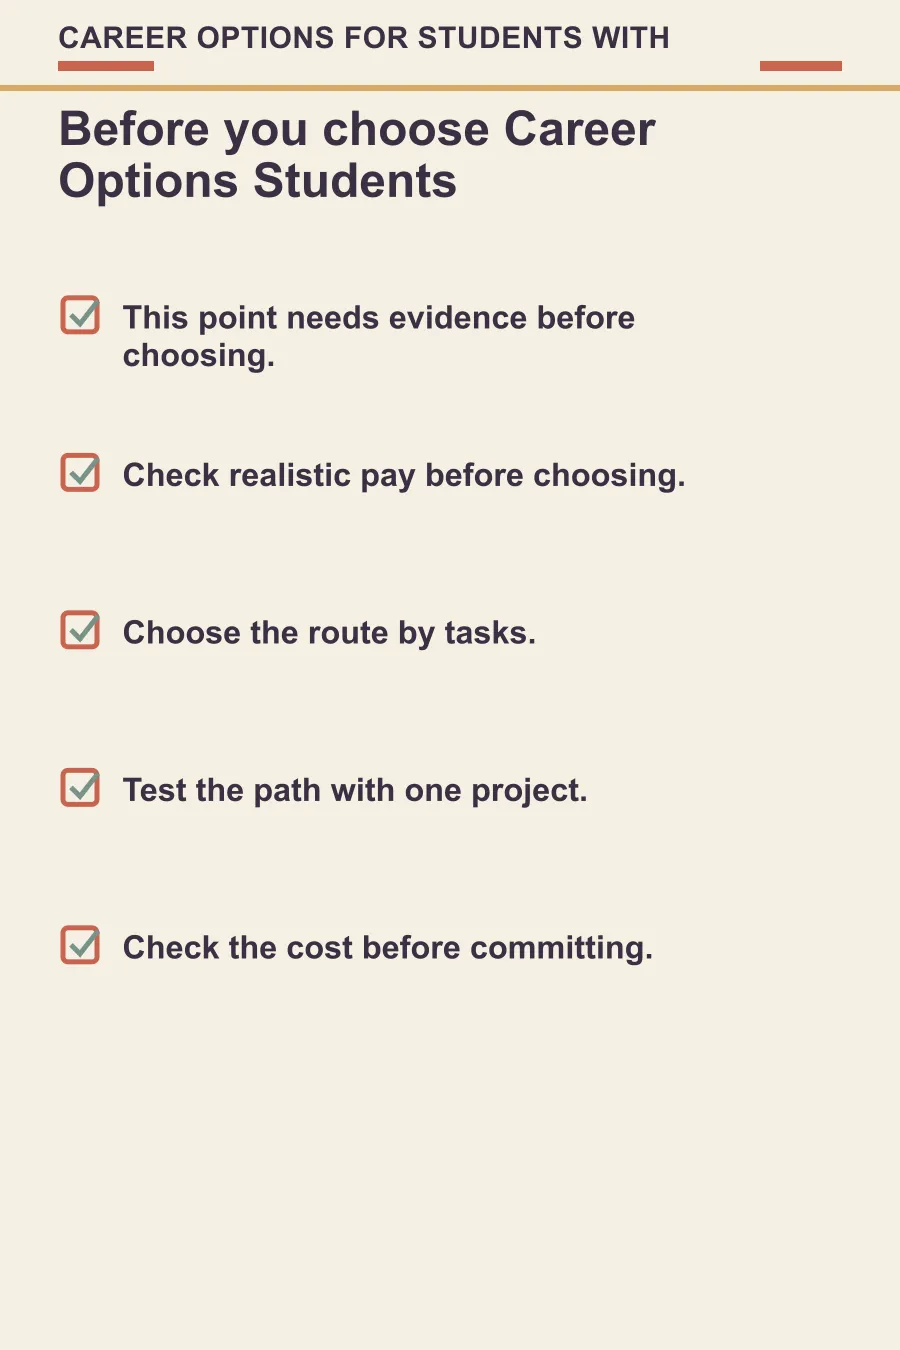 CAREER OPTIONS FOR STUDENTS WITH
Before you choose Career
Options Students
This point needs evidence before
choosing.
Check realistic pay before choosing.
Choose the route by tasks.
Test the path with one project.
Check the cost before committing.